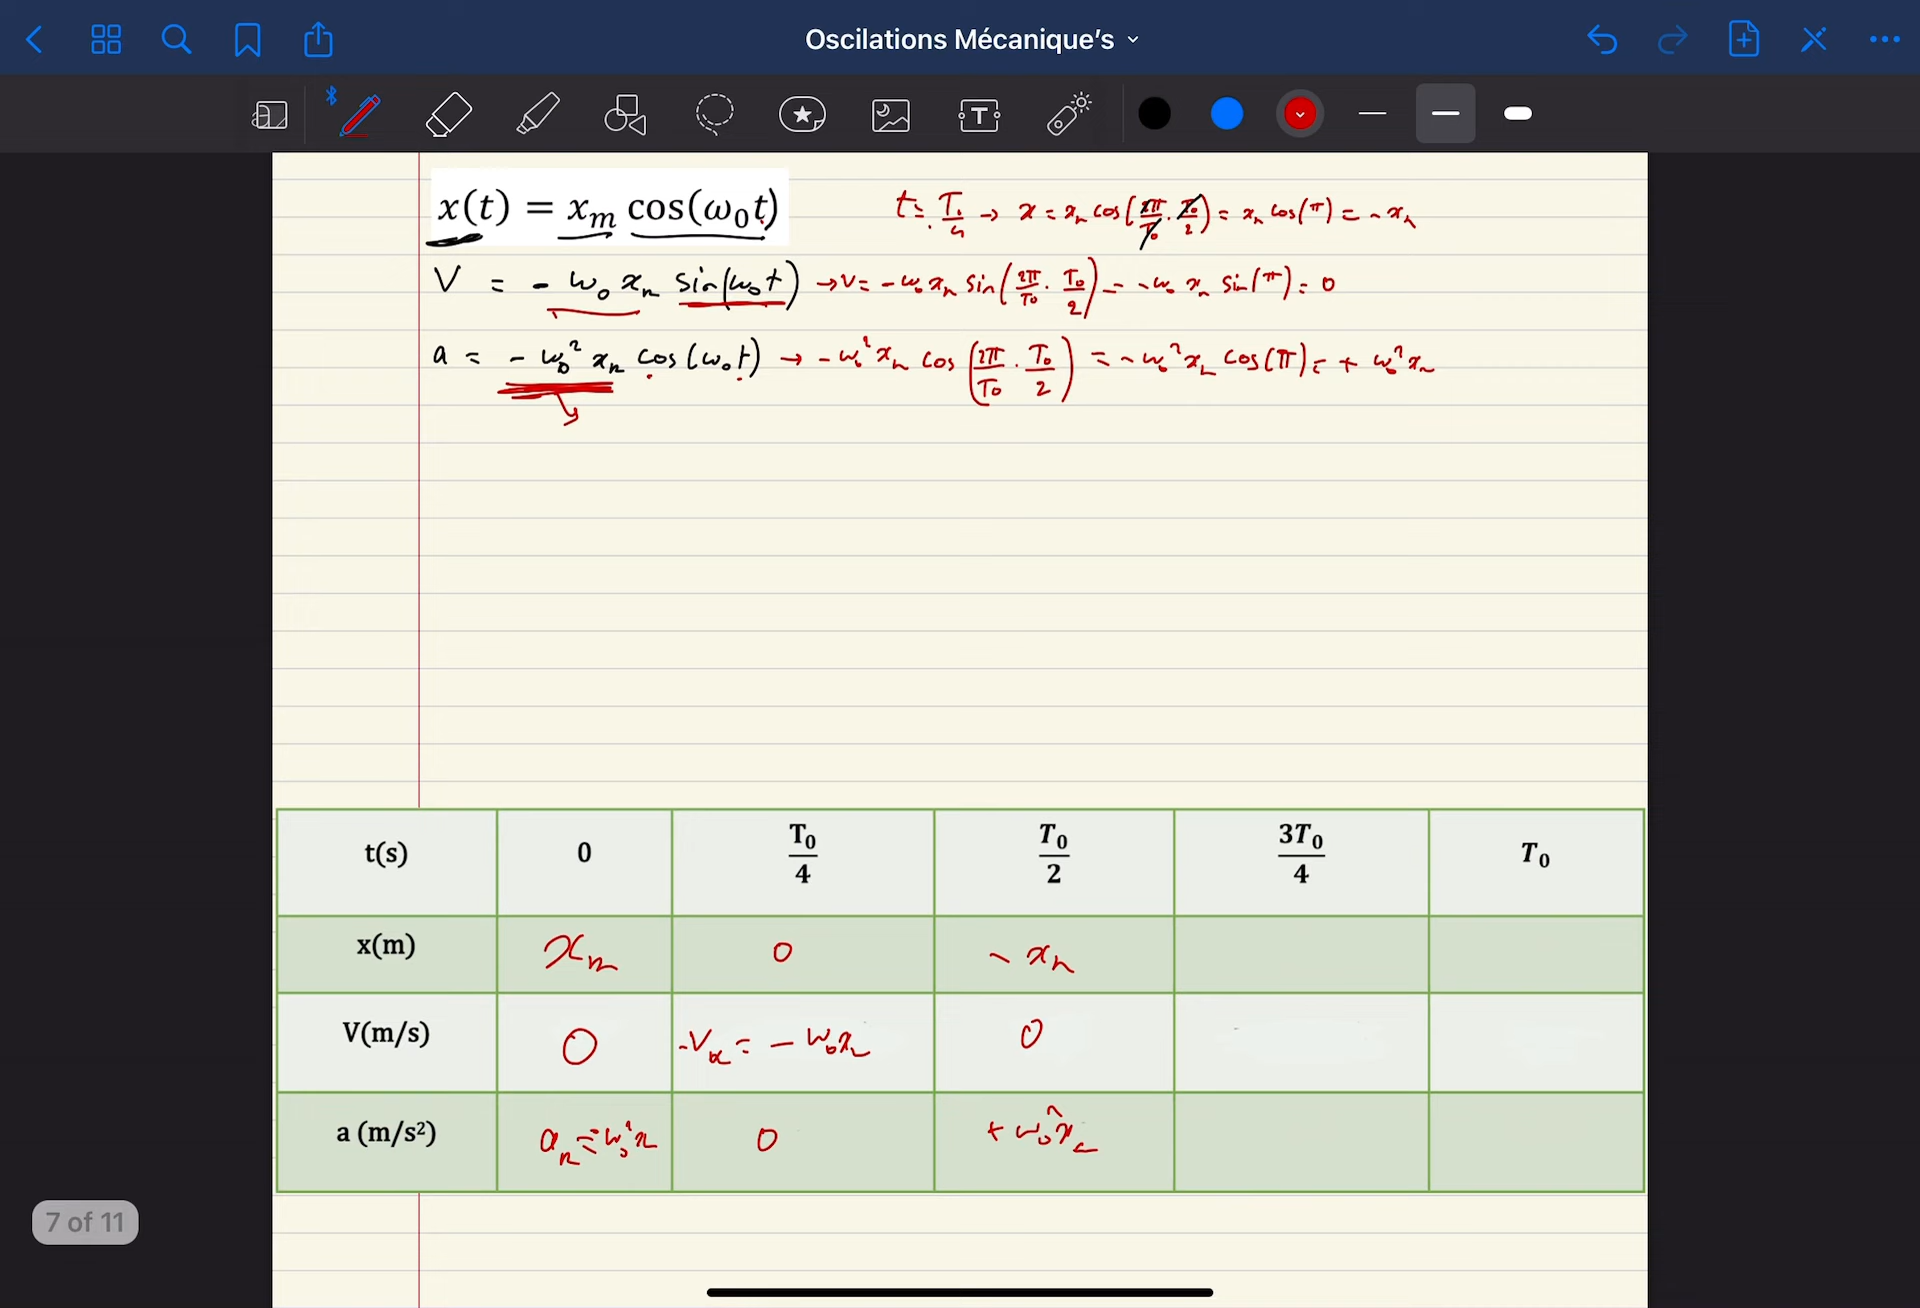 Oscilations Mécanique's
x(t) = xₘ cos(ω₀t)
t = T₀/4 → x = xₘ cos(2π/T₀ · T₀/2) = xₘ cos(π) = - xₘ
V = - ω₀ xₘ sin(ω₀t) → V = - ω₀ xₘ sin(2π/T₀ · T₀/2) = - ω₀ xₘ sin(π) = 0
a = - ω₀² xₘ cos(ω₀t) → - ω₀² xₘ cos(2π/T₀ · T₀/2) = - ω₀² xₘ cos(π) = + ω₀² xₘ
t(s) 0 T₀/4 T₀/2 3T₀/4 T₀
x(m) xₘ 0 - xₘ
V(m/s) 0 -Vₘ = - ω₀xₘ 0
a (m/s²) aₘ = -ω₀²x 0 + ω₀²xₘ
7 of 11